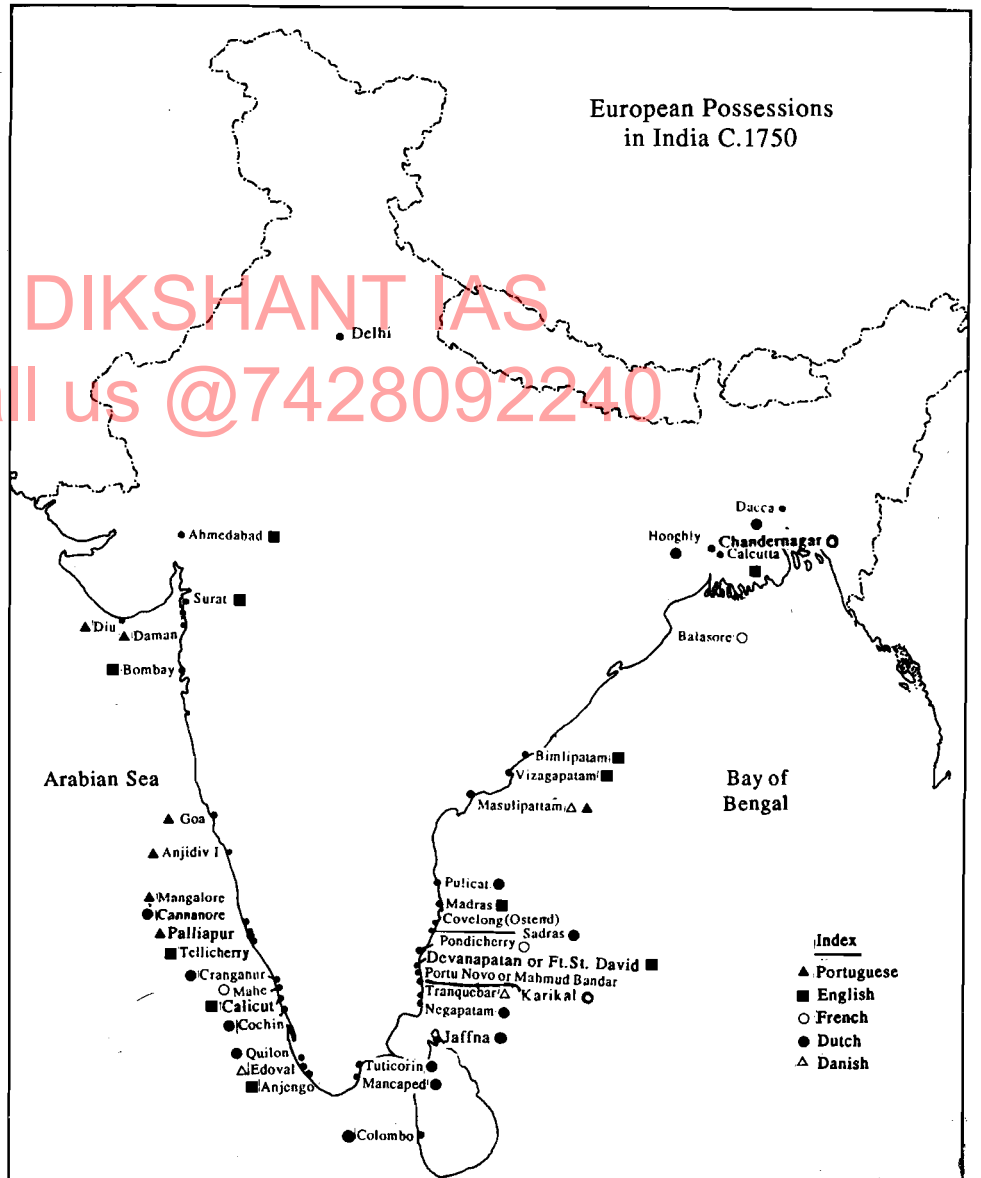 European Possessions
in India C.1750
DIKSHANT IAS
ll us @7428092240
Delhi
Dacca
Honghly
Chandernagar
Calcutta
Ahmedabad
Surat
Balasore
Diu
Daman
Bombay
Bimlipatam
Vizagapatam
Arabian Sea
Bay of
Bengal
Masulipattam
Goa
Anjidiv I
Pulicat
Mangalore
Madras
Cannanore
Covelong (Ostend)
Palliapur
Sadras
Pondicherry
Tellicherry
Devanapatan or Ft.St. David
Cranganur
Portu Novo or Mahmud Bandar
Mahe
Tranquebar
Karikal
Calicut
Negapatam
Cochin
Jaffna
Quilon
Tuticorin
Edoval
Mancaped
Anjengo
Colombo
Index
Portuguese
English
French
Dutch
Danish